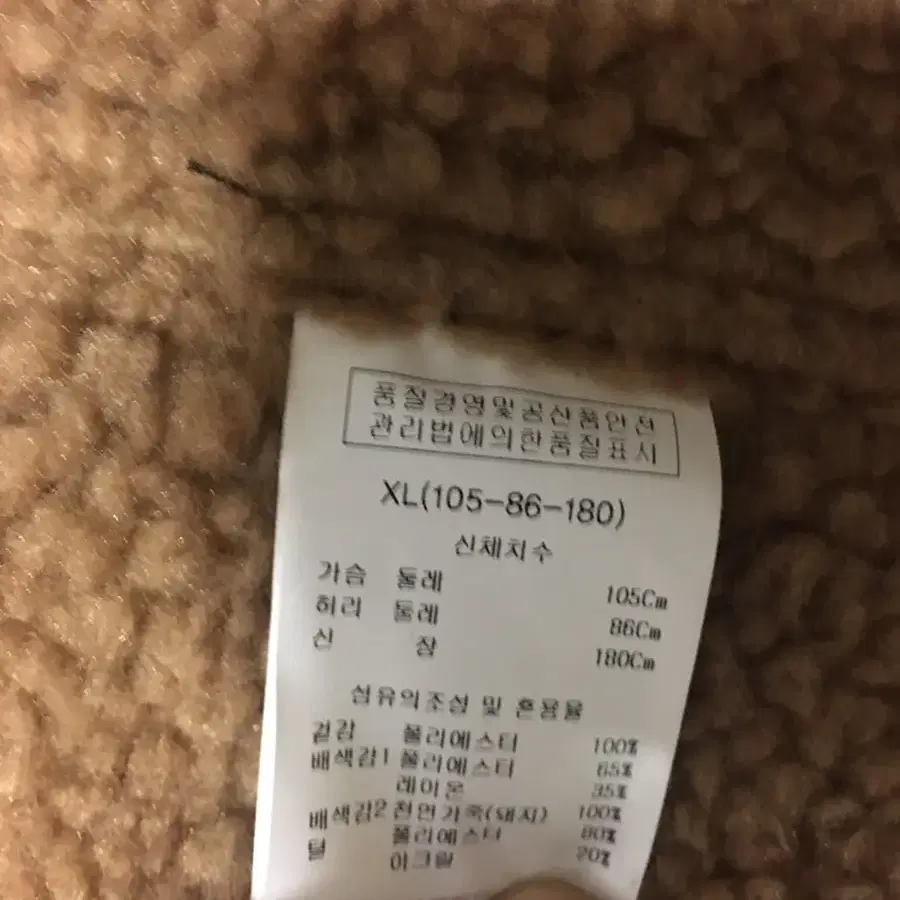 품질경영및공산품안전
관리법에의한품질표시
XL(105-86-180)
신체치수
가슴 둘레 105Cm
허리 둘레 86Cm
신 장 180Cm
섬유의조성 및 혼용율
겉감 폴리에스터 100%
배색감1 폴리에스터 65%
레이온 35%
배색감2 천연가죽(돼지) 100%
털 폴리에스터 80%
아크릴 20%